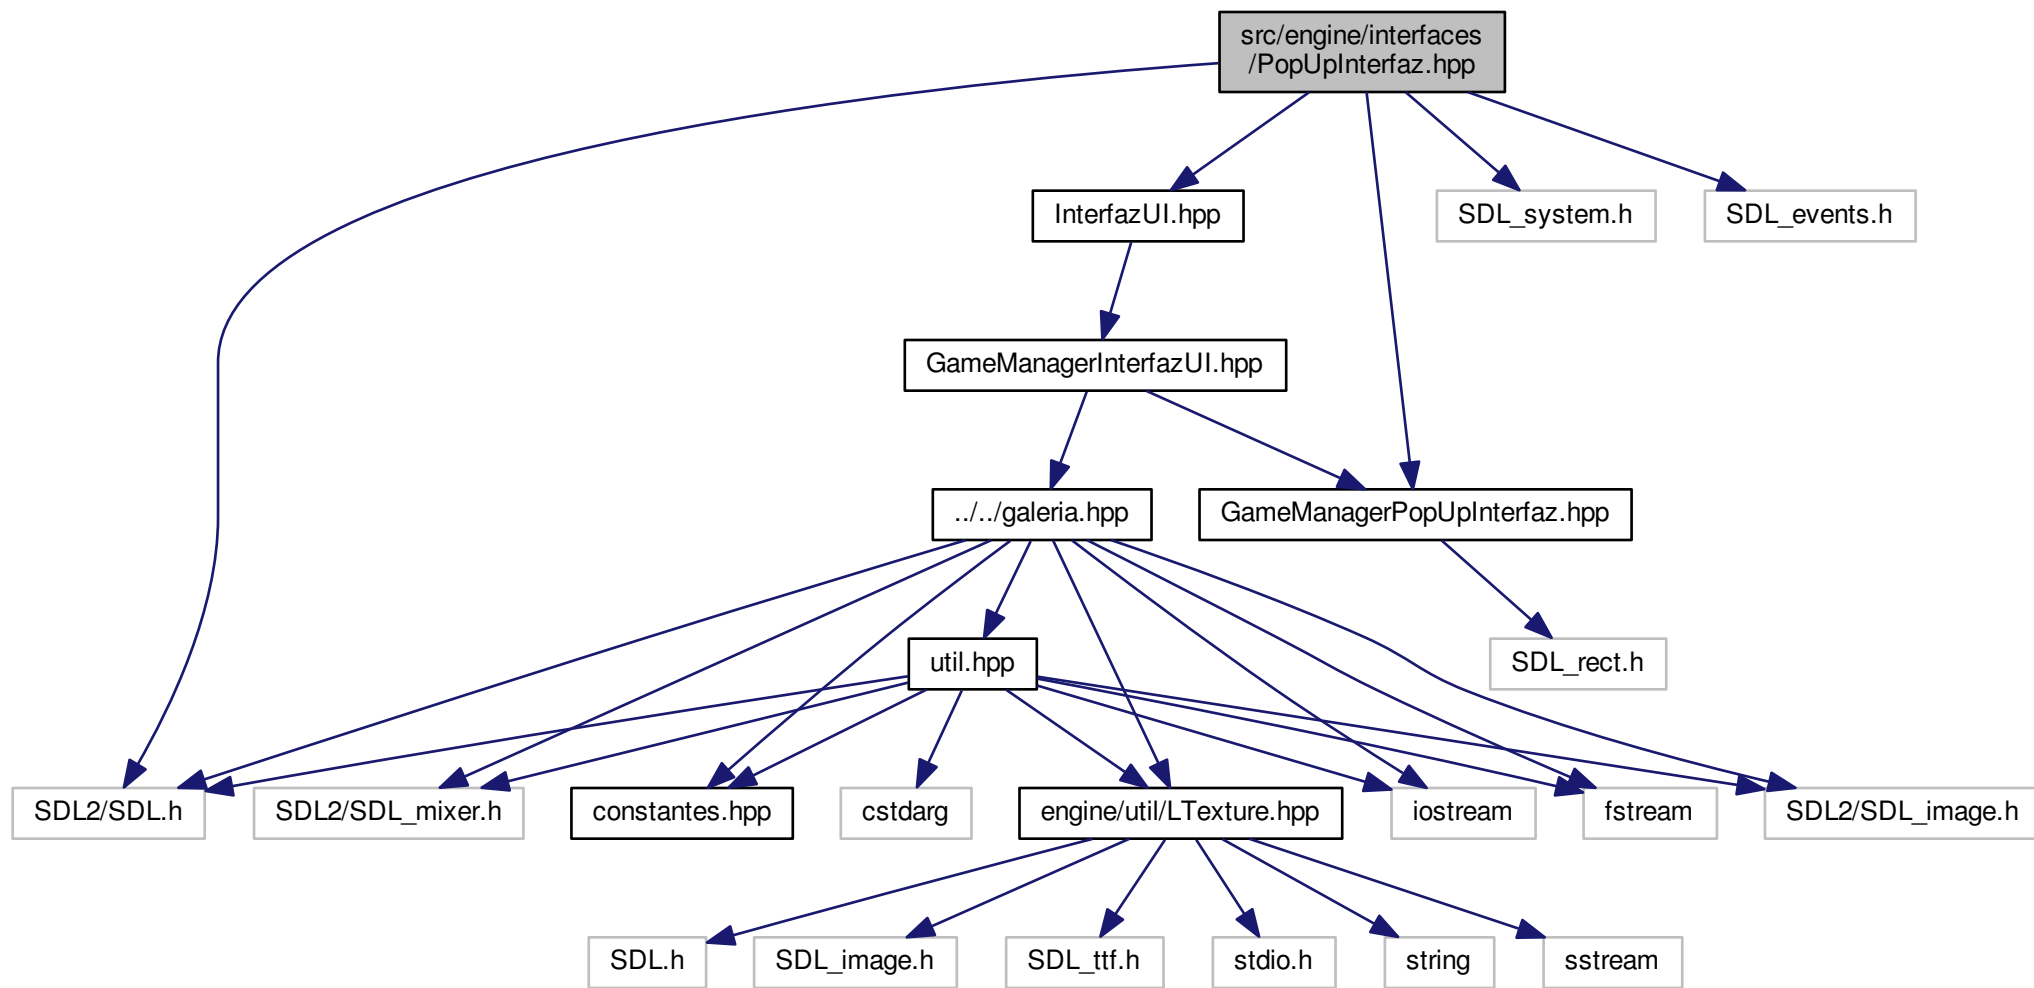 src/engine/interfaces
/PopUpInterfaz.hpp
InterfazUI.hpp
SDL_system.h
SDL_events.h
GameManagerInterfazUI.hpp
../../galeria.hpp
GameManagerPopUpInterfaz.hpp
util.hpp
SDL_rect.h
SDL2/SDL.h
SDL2/SDL_mixer.h
constantes.hpp
cstdarg
engine/util/LTexture.hpp
iostream
fstream
SDL2/SDL_image.h
SDL.h
SDL_image.h
SDL_ttf.h
stdio.h
string
sstream